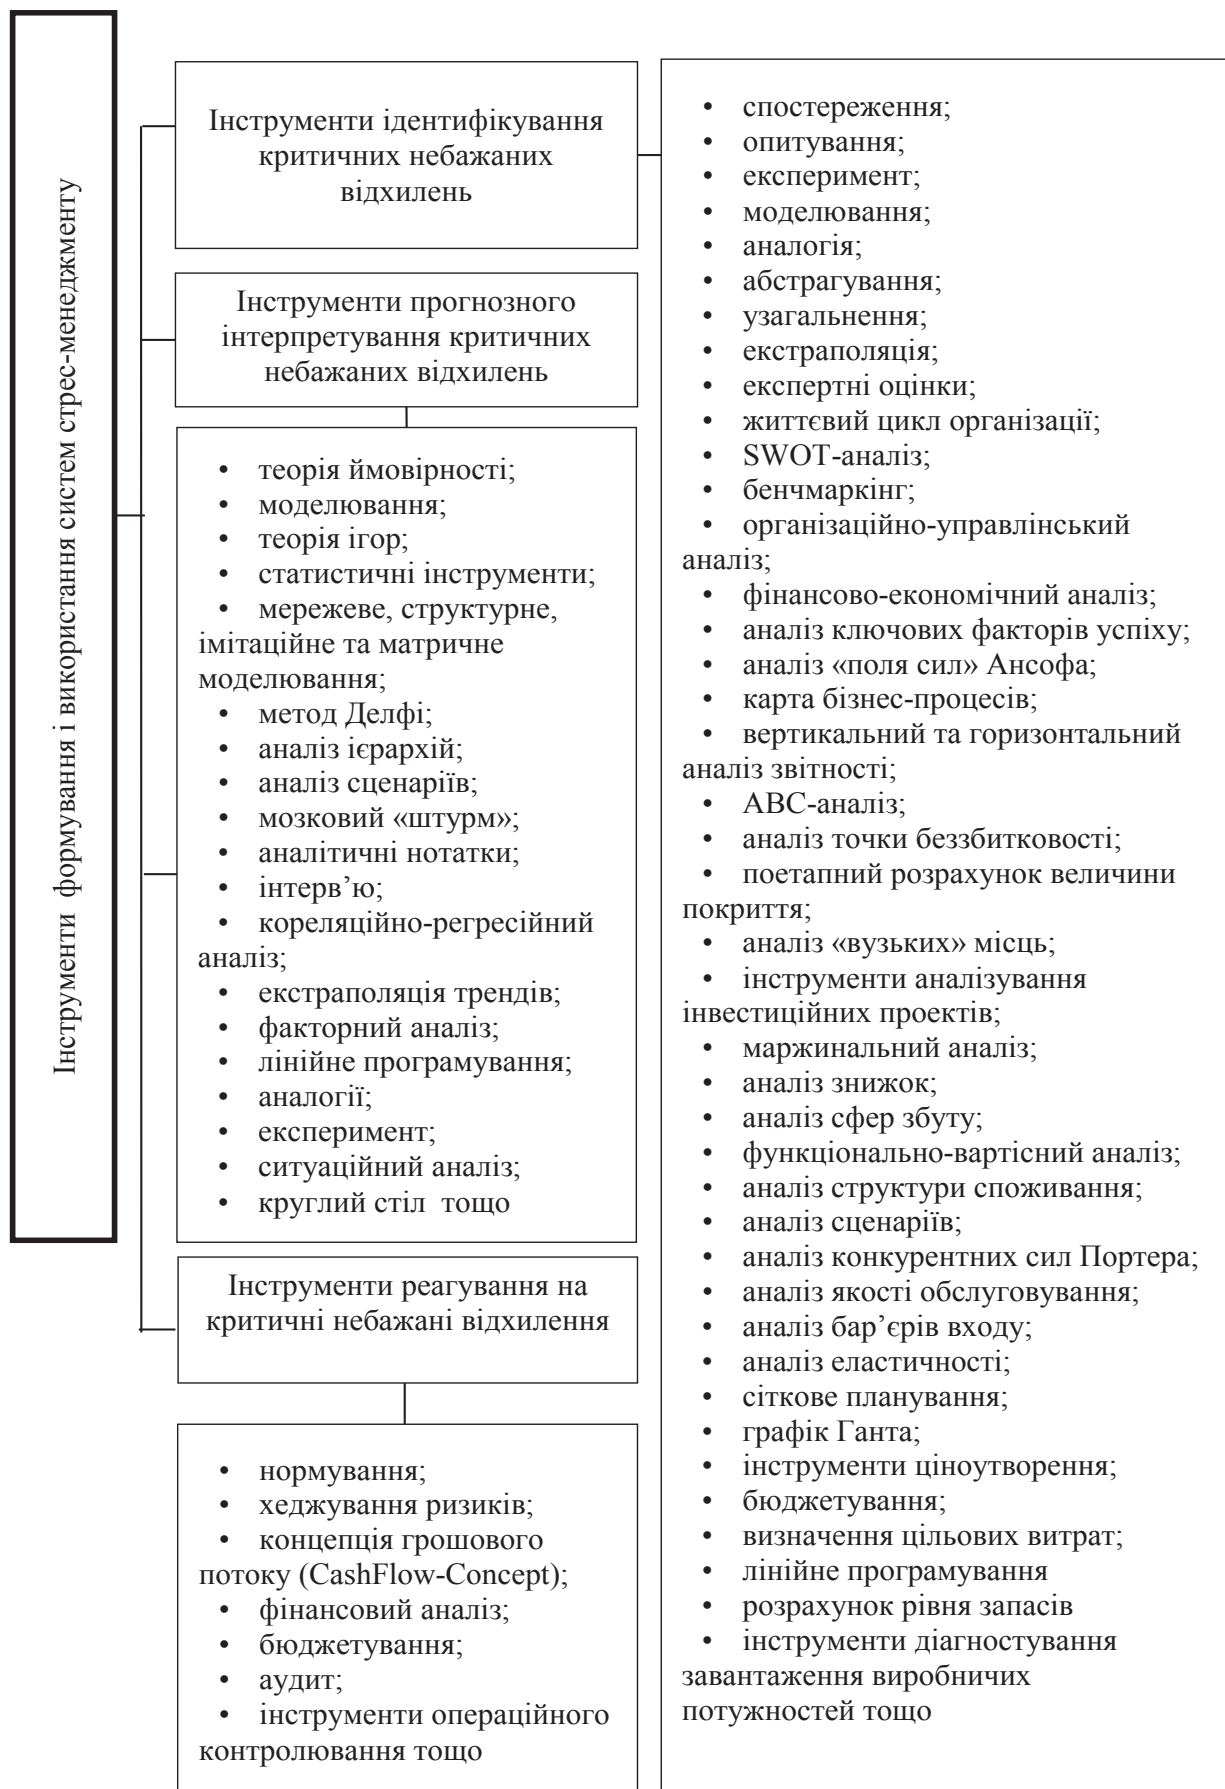 Інструменти формування і використання систем стрес-менеджменту
Інструменти ідентифікування
критичних небажаних
відхилень
Інструменти прогнозного
інтерпретування критичних
небажаних відхилень
• теорія ймовірності;
• моделювання;
• теорія ігор;
• статистичні інструменти;
• мережеве, структурне,
імітаційне та матричне
моделювання;
• метод Делфі;
• аналіз ієрархій;
• аналіз сценаріїв;
• мозковий «штурм»;
• аналітичні нотатки;
• інтерв’ю;
• кореляційно-регресійний
аналіз;
• екстраполяція трендів;
• факторний аналіз;
• лінійне програмування;
• аналогії;
• експеримент;
• ситуаційний аналіз;
• круглий стіл тощо
Інструменти реагування на
критичні небажані відхилення
• нормування;
• хеджування ризиків;
• концепція грошового
потоку (CashFlow-Concept);
• фінансовий аналіз;
• бюджетування;
• аудит;
• інструменти операційного
контролювання тощо
• спостереження;
• опитування;
• експеримент;
• моделювання;
• аналогія;
• абстрагування;
• узагальнення;
• екстраполяція;
• експертні оцінки;
• життєвий цикл організації;
• SWOT-аналіз;
• бенчмаркінг;
• організаційно-управлінський
аналіз;
• фінансово-економічний аналіз;
• аналіз ключових факторів успіху;
• аналіз «поля сил» Ансофа;
• карта бізнес-процесів;
• вертикальний та горизонтальний
аналіз звітності;
• АВС-аналіз;
• аналіз точки беззбитковості;
• поетапний розрахунок величини
покриття;
• аналіз «вузьких» місць;
• інструменти аналізування
інвестиційних проектів;
• маржинальний аналіз;
• аналіз знижок;
• аналіз сфер збуту;
• функціонально-вартісний аналіз;
• аналіз структури споживання;
• аналіз сценаріїв;
• аналіз конкурентних сил Портера;
• аналіз якості обслуговування;
• аналіз бар’єрів входу;
• аналіз еластичності;
• сіткове планування;
• графік Ганта;
• інструменти ціноутворення;
• бюджетування;
• визначення цільових витрат;
• лінійне програмування
• розрахунок рівня запасів
• інструменти діагностування
завантаження виробничих
потужностей тощо